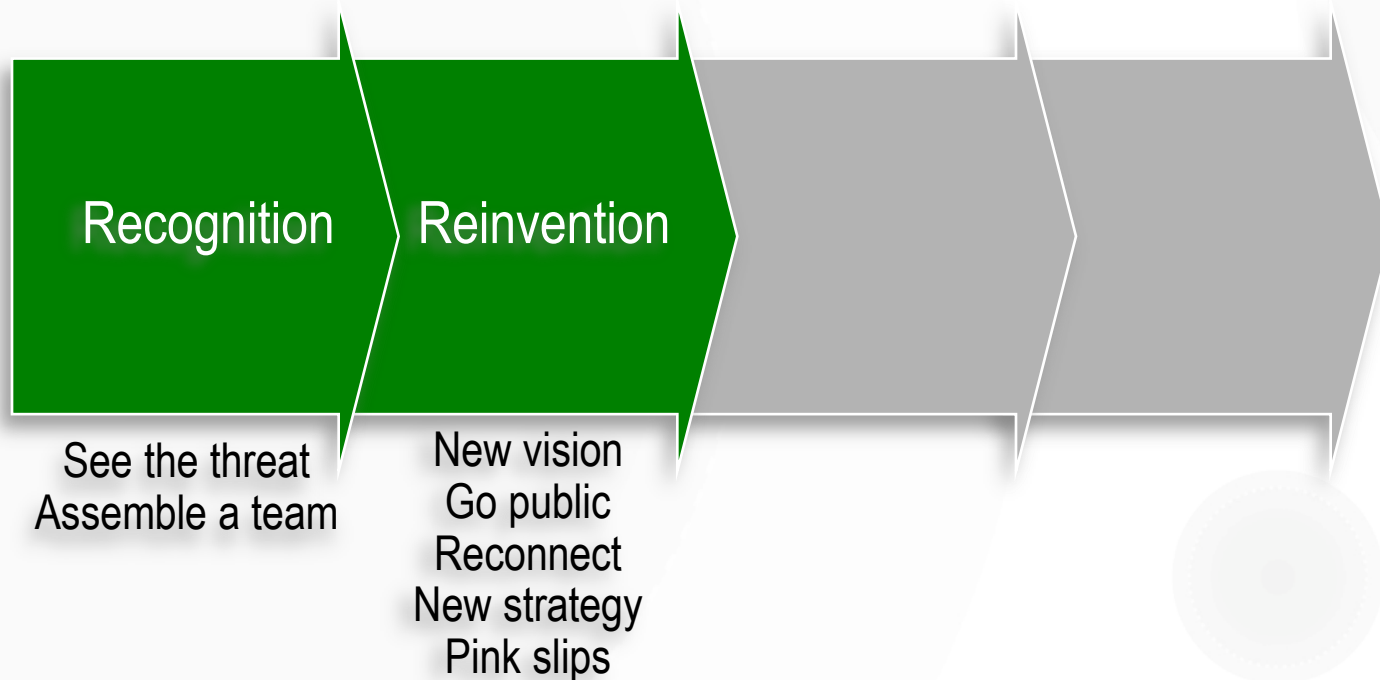 Recognition
Reinvention
See the threat
Assemble a team
New vision
Go public
Reconnect
New strategy
Pink slips